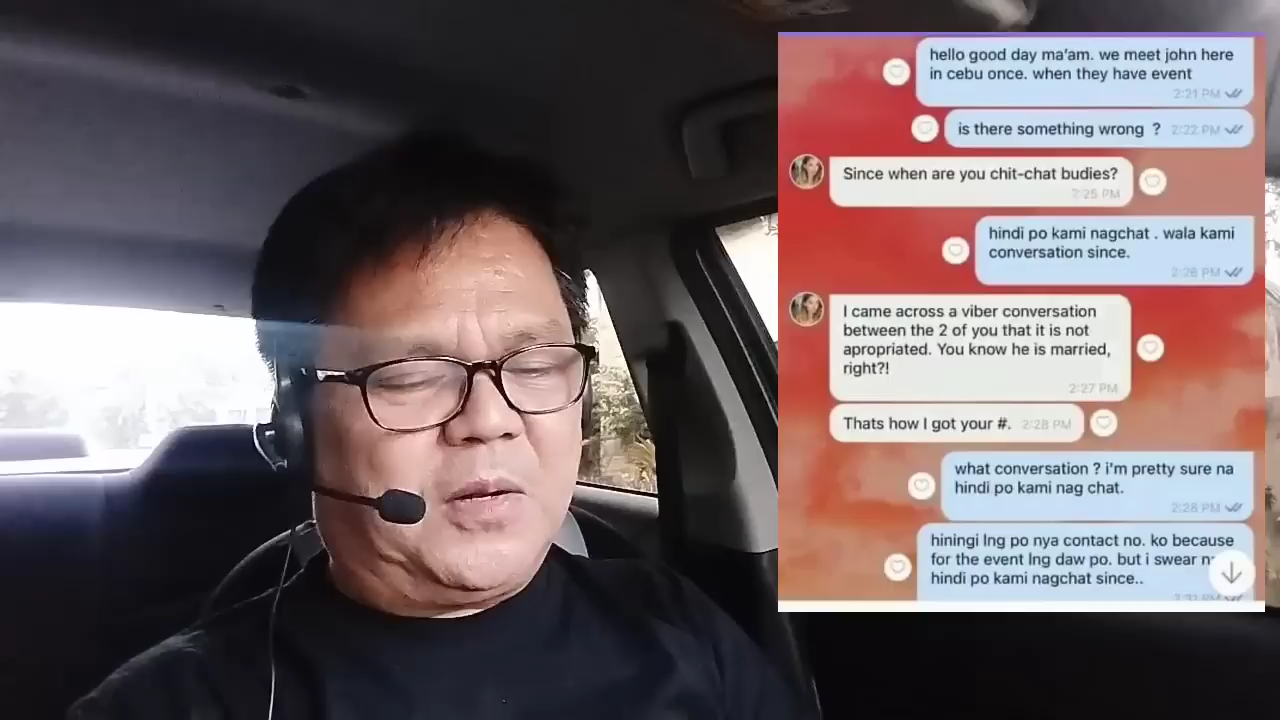 hello good day ma'am. we meet john here
in cebu once. when they have event
2:21 PM
is there something wrong ? 2:22 PM
Since when are you chit-chat budies?
2:25 PM
hindi po kami nagchat . wala kami
conversation since.
2:26 PM
I came across a viber conversation
between the 2 of you that it is not
apropriated. You know he is married,
right?!
2:27 PM
Thats how I got your #. 2:28 PM
what conversation ? i'm pretty sure na
hindi po kami nag chat.
2:28 PM
hiningi lng po nya contact no. ko because
for the event lng daw po. but i swear
hindi po kami nagchat since..